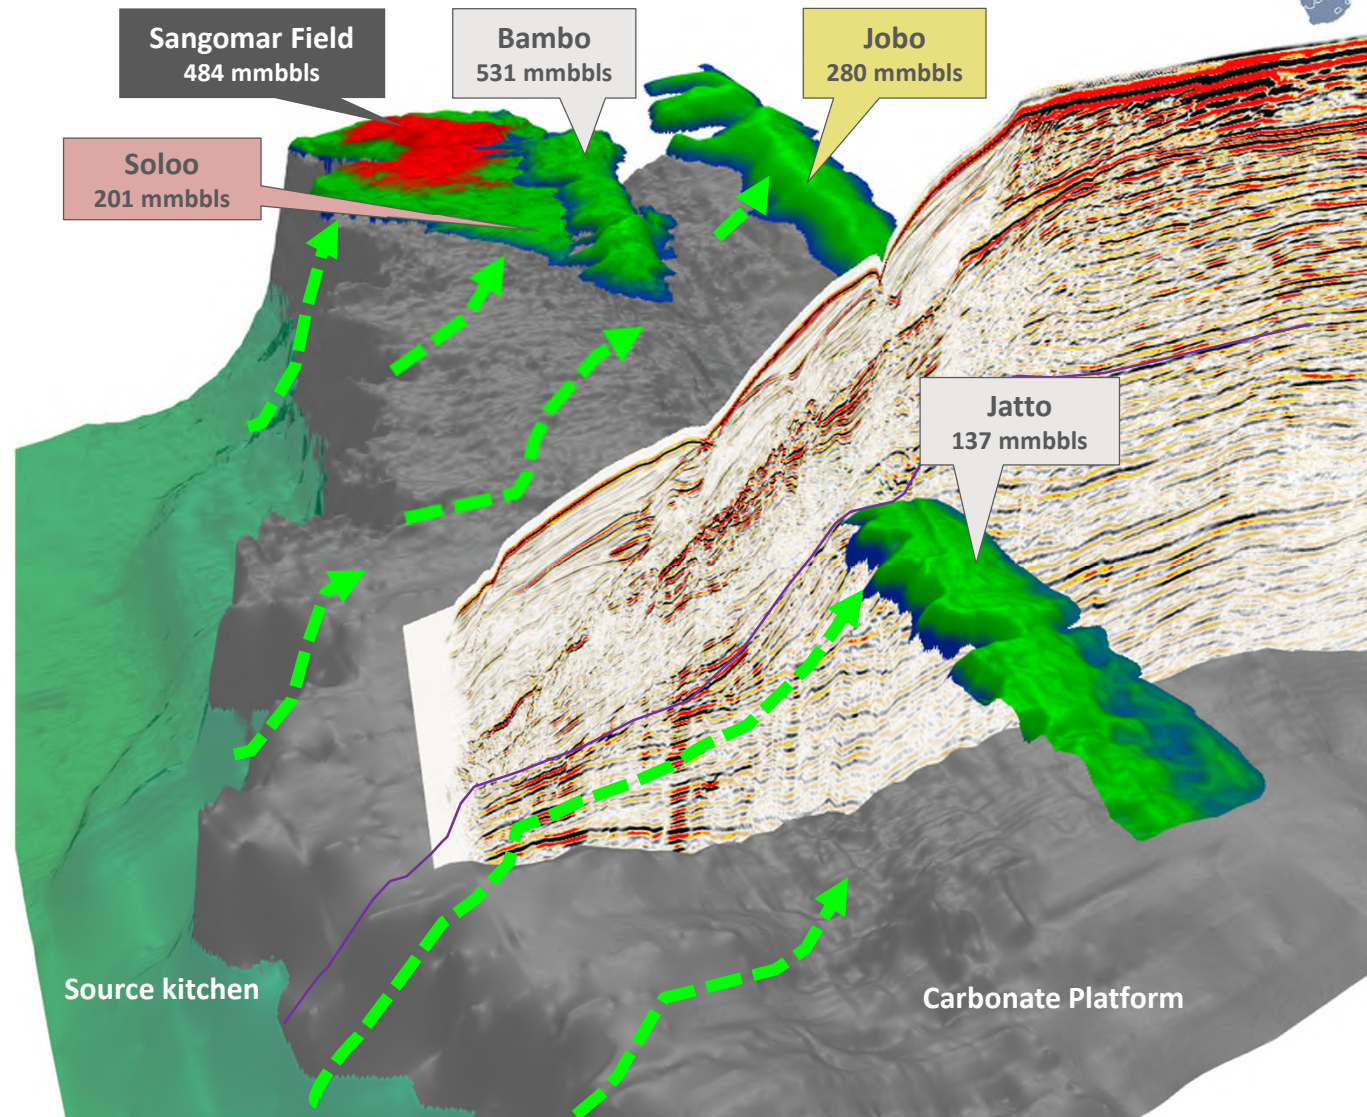 Sangomar Field
484 mmbbls
Bambo
531 mmbbls
Jobo
280 mmbbls
Soloo
201 mmbbls
Jatto
137 mmbbls
Source kitchen
Carbonate Platform